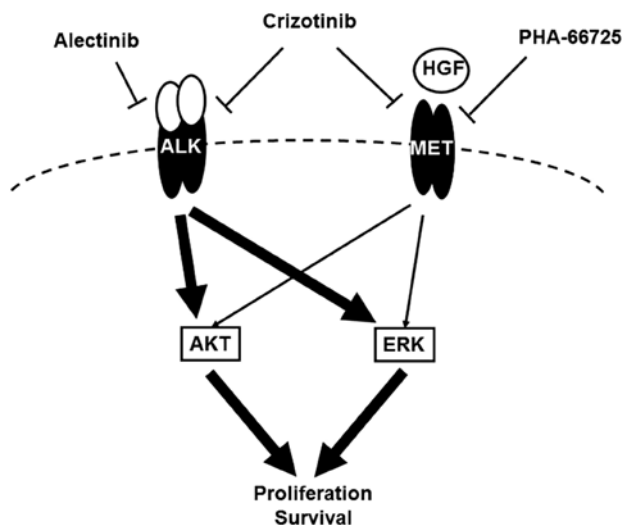 Crizotinib
Alectinib
PHA-66725
HGF
ALK
MET
AKT
ERK
Proliferation
Survival